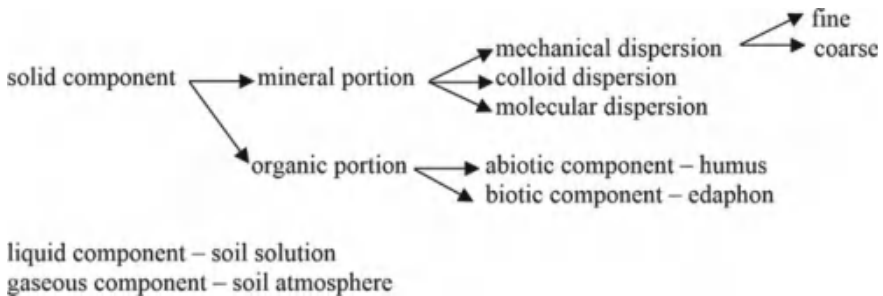 fine
mechanical dispersion
coarse
solid component
mineral portion
colloid dispersion
molecular dispersion
organic portion
abiotic component – humus
biotic component – edaphon
liquid component – soil solution
gaseous component – soil atmosphere